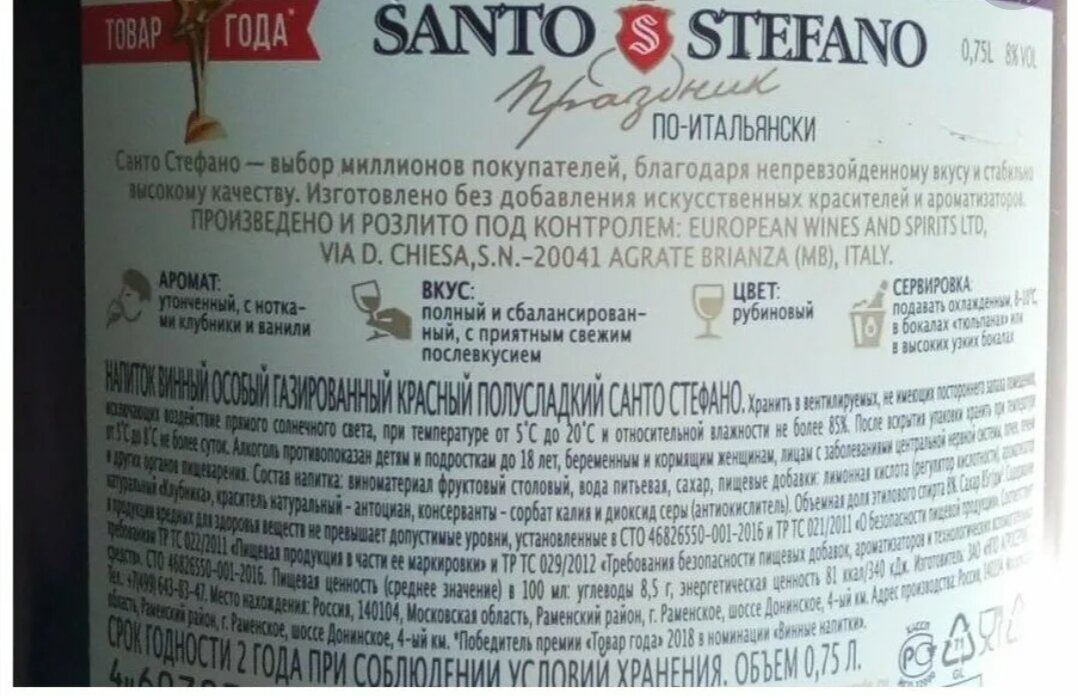 ТОВАР ГОДА*
SANTO S STEFANO 0,75L 8% VOL
Праздник
ПО-ИТАЛЬЯНСКИ
Санто Стефано — выбор миллионов покупателей, благодаря непревзойденному вкусу и стабильно
высокому качеству. Изготовлено без добавления искусственных красителей и ароматизаторов.
ПРОИЗВЕДЕНО И РОЗЛИТО ПОД КОНТРОЛЕМ: EUROPEAN WINES AND SPIRITS LTD,
VIA D. CHIESA,S.N.–20041 AGRATE BRIANZA (MB), ITALY.
АРОМАТ:
утонченный, с нотка-
ми клубники и ванили
ВКУС:
полный и сбалансирован-
ный, с приятным свежим
послевкусием
ЦВЕТ:
рубиновый
СЕРВИРОВКА:
подавать охлажденным, 8-10°C,
в бокалах «тюльпанах» или
в высоких узких бокалах
НАПИТОК ВИННЫЙ ОСОБЫЙ ГАЗИРОВАННЫЙ КРАСНЫЙ ПОЛУСЛАДКИЙ САНТО СТЕФАНО. Хранить в вентилируемых, не имеющих постороннего запаха помещениях,
исключающих воздействие прямого солнечного света, при температуре от 5°C до 20°C и относительной влажности не более 85%. После вскрытия упаковки хранить при температуре
от 5°C до 8°C не более суток. Алкоголь противопоказан детям и подросткам до 18 лет, беременным и кормящим женщинам, лицам с заболеваниями центральной нервной системы, почек, печени
и других органов пищеварения. Состав напитка: виноматериал фруктовый столовый, вода питьевая, сахар, пищевые добавки: лимонная кислота (регулятор кислотности), ароматизатор
натуральный «Клубника», краситель натуральный - антоциан, консерванты - сорбат калия и диоксид серы (антиокислитель). Объемная доля этилового спирта 8%. Сахар 85г/дм³. Содержание
в продукции вредных для здоровья веществ не превышает допустимые уровни, установленные в СТО 46826550-001-2016 и ТР ТС 021/2011 «О безопасности пищевой продукции». Соответствует
требованиям ТР ТС 022/2011 «Пищевая продукция в части ее маркировки» и ТР ТС 029/2012 «Требования безопасности пищевых добавок, ароматизаторов и технологических вспомогательных
средств». СТО 46826550-001-2016. Пищевая ценность (среднее значение) в 100 мл: углеводы 8,5 г, энергетическая ценность 81 ккал/340 кДж. Изготовитель: ЗАО
Тел. +7(499) 643-83-47. Место нахождения: Россия, 140104, Московская область, Раменский район, г. Раменское, шоссе Донинское, 4-ый км. Адрес производства: Россия,
область, Раменский район, г. Раменское, шоссе Донинское, 4-ый км. *Победитель премии «Товар года» 2018 в номинации «Винные напитки».
СРОК ГОДНОСТИ 2 ГОДА ПРИ СОБЛЮДЕНИИ УСЛОВИЙ ХРАНЕНИЯ. ОБЪЕМ 0,75 Л.
РСТ 71 GL